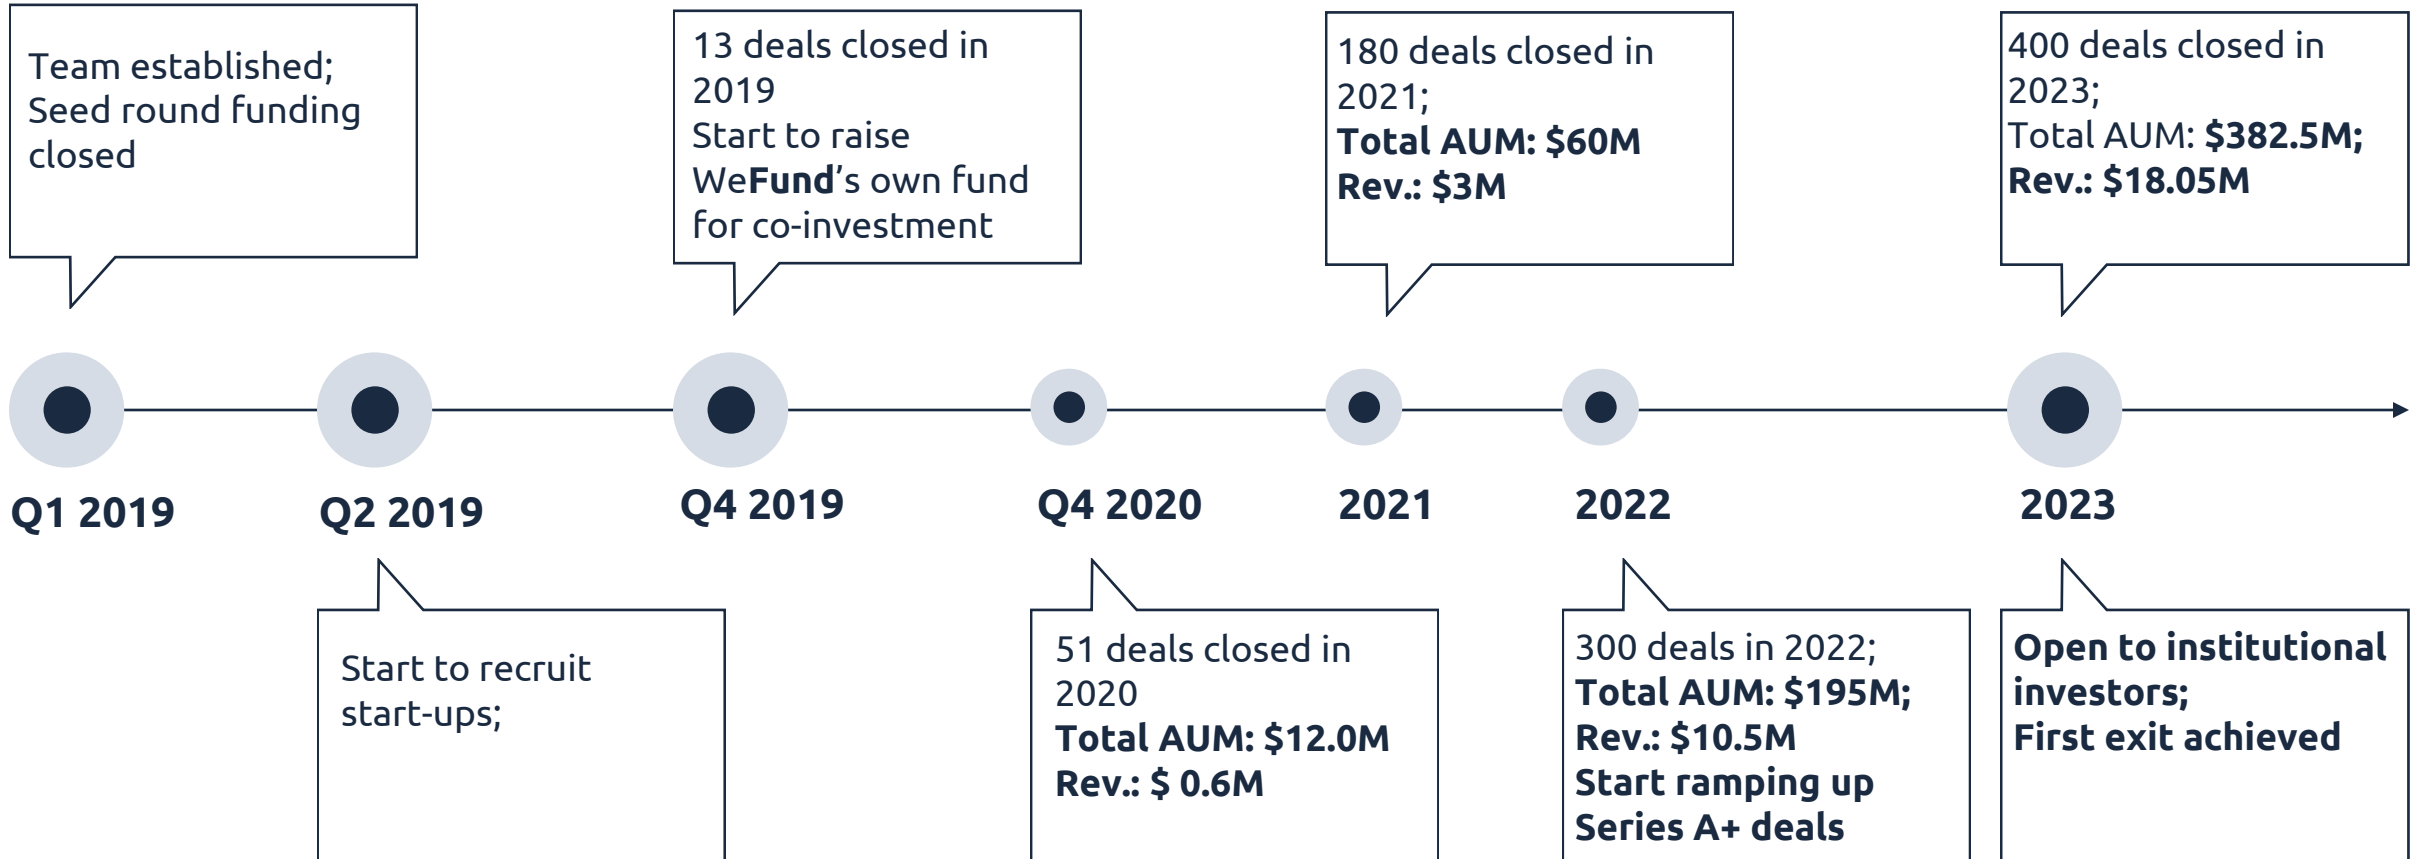 Team established;
Seed round funding
closed
13 deals closed in
2019
Start to raise
WeFund’s own fund
for co-investment
180 deals closed in
2021;
Total AUM: $60M
Rev.: $3M
400 deals closed in
2023;
Total AUM: $382.5M;
Rev.: $18.05M
Q1 2019
Q2 2019
Q4 2019
Q4 2020
2021
2022
2023
Start to recruit
start-ups;
51 deals closed in
2020
Total AUM: $12.0M
Rev.: $ 0.6M
300 deals in 2022;
Total AUM: $195M;
Rev.: $10.5M
Start ramping up
Series A+ deals
Open to institutional
investors;
First exit achieved